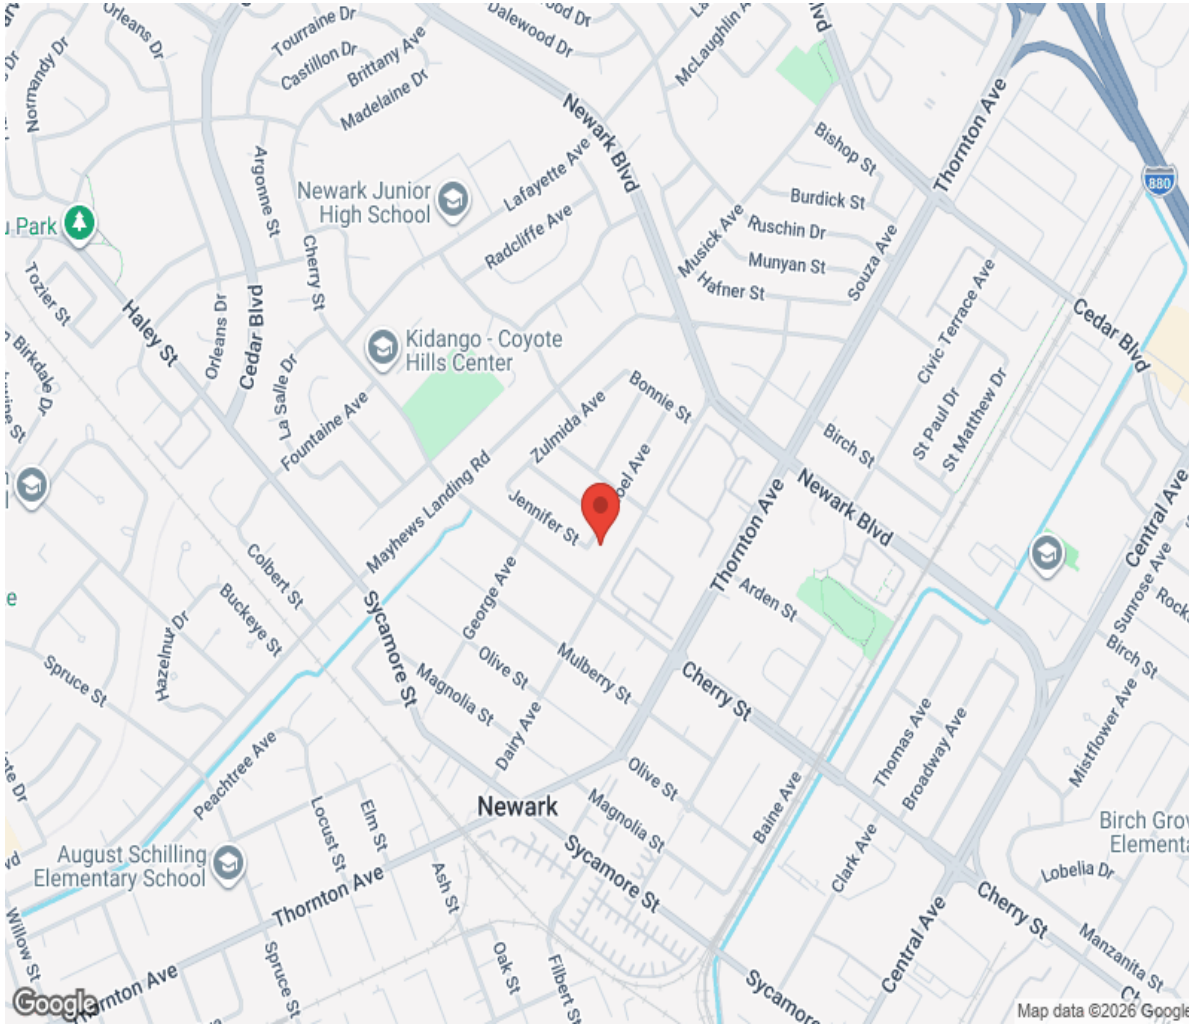 Orleans Dr
Tourraine Dr
Castillon Dr
Brittany Ave
Madelaine Dr
Normandy Dr
Dalewood Dr
McLaughlin
Newark Blvd
Thornton Ave
880
Bishop St
Burdick St
Ruschin Dr
Munyan St
Hafner St
Musick Ave
Souza Ave
Argonne St
Newark Junior
High School
Lafayette Ave
Radcliffe Ave
Park
Tozier St
Haley St
Orleans Dr
Cedar Blvd
Cherry St
La Salle Dr
Kidango - Coyote
Hills Center
Fountaine Ave
Civic Terrace Ave
Cedar Blvd
St Paul Dr
St Matthew Dr
Birkdale Dr
Zulmida Ave
Bonnie St
Birch St
Jennifer St
Mayhews Landing Rd
Newark Blvd
Thornton Ave
Central Ave
Colbert St
Buckeye St
Hazelnut Dr
Spruce St
Sycamore St
George Ave
Arden St
Sunrose Ave
Birch St
Mistflower Ave
Olive St
Mulberry St
Magnolia St
Cherry St
Dairy Ave
Thomas Ave
Broadway Ave
Peachtree Ave
Newark
Olive St
Magnolia St
Baine Ave
Clark Ave
Locust St
Elm St
August Schilling
Elementary School
Thornton Ave
Ash St
Sycamore St
Birch Grov
Elementa
Lobelia Dr
Cherry St
Manzanita St
Central Ave
Willow St
Thornton Ave
Spruce St
Oak St
Filbert St
Sycamore
Google
Map data ©2026 Google